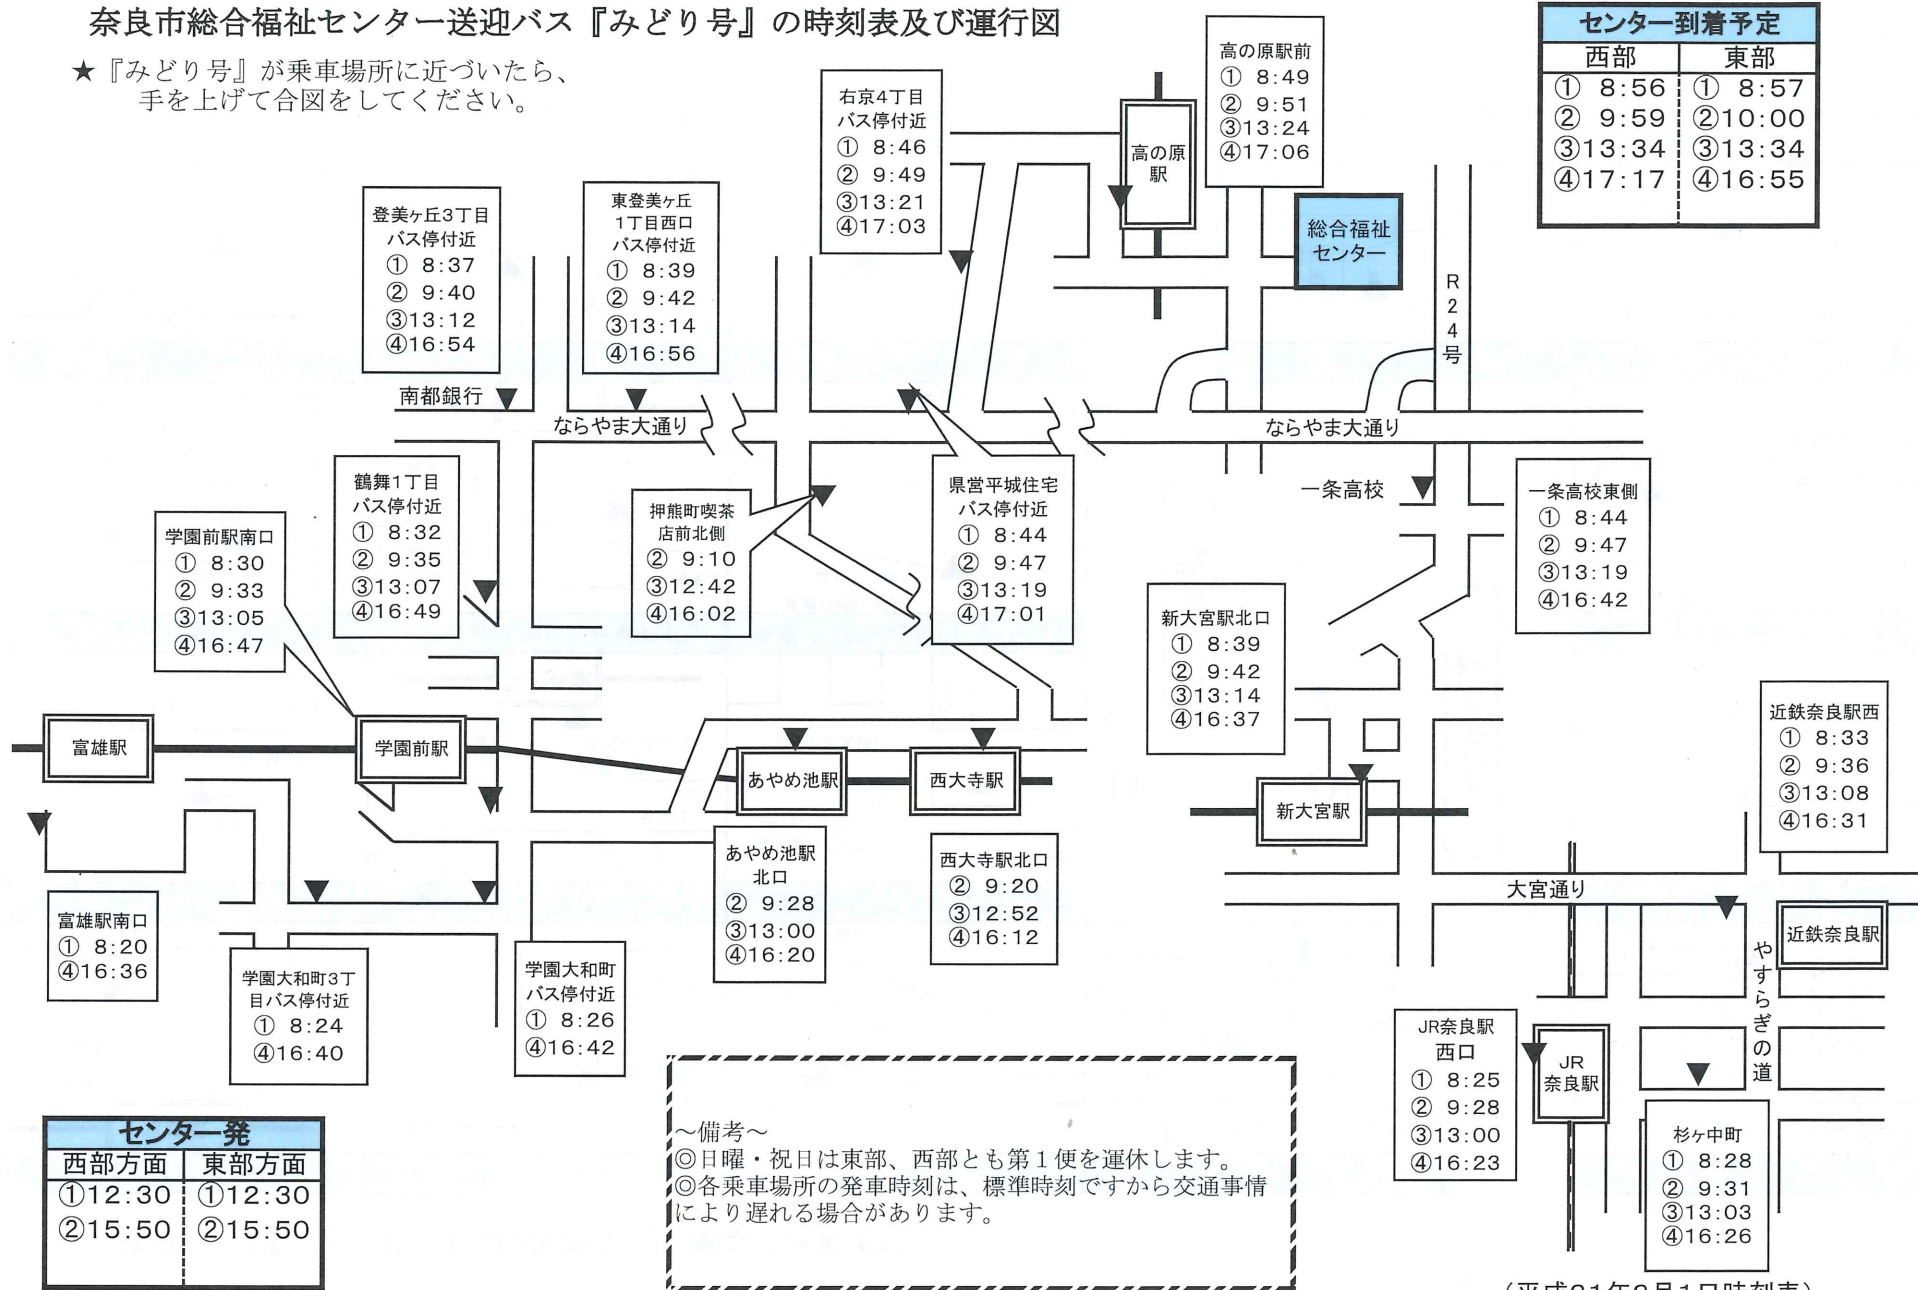 奈良市総合福祉センター送迎バス『みどり号』の時刻表及び運行図
★『みどり号』が乗車場所に近づいたら、
手を上げて合図をしてください。
センター到着予定
西部 東部
① 8:56 ① 8:57
② 9:59 ②10:00
③13:34 ③13:34
④17:17 ④16:55
高の原駅前
① 8:49
② 9:51
③13:24
④17:06
右京4丁目
バス停付近
① 8:46
② 9:49
③13:21
④17:03
高の原
駅
総合福祉
センター
R
2
4
号
登美ヶ丘3丁目
バス停付近
① 8:37
② 9:40
③13:12
④16:54
東登美ヶ丘
1丁目西口
バス停付近
① 8:39
② 9:42
③13:14
④16:56
南都銀行
ならやま大通り
ならやま大通り
鶴舞1丁目
バス停付近
① 8:32
② 9:35
③13:07
④16:49
押熊町喫茶
店前北側
② 9:10
③12:42
④16:02
県営平城住宅
バス停付近
① 8:44
② 9:47
③13:19
④17:01
一条高校
一条高校東側
① 8:44
② 9:47
③13:19
④16:42
学園前駅南口
① 8:30
② 9:33
③13:05
④16:47
新大宮駅北口
① 8:39
② 9:42
③13:14
④16:37
近鉄奈良駅西
① 8:33
② 9:36
③13:08
④16:31
富雄駅
学園前駅
あやめ池駅
西大寺駅
新大宮駅
あやめ池駅
北口
② 9:28
③13:00
④16:20
西大寺駅北口
② 9:20
③12:52
④16:12
大宮通り
近鉄奈良駅
やすらぎの道
富雄駅南口
① 8:20
④16:36
学園大和町3丁
目バス停付近
① 8:24
④16:40
学園大和町
バス停付近
① 8:26
④16:42
JR奈良駅
西口
① 8:25
② 9:28
③13:00
④16:23
JR
奈良駅
杉ヶ中町
① 8:28
② 9:31
③13:03
④16:26
センター発
西部方面 東部方面
①12:30 ①12:30
②15:50 ②15:50
～備考～
◎日曜・祝日は東部、西部とも第1便を運休します。
◎各乗車場所の発車時刻は、標準時刻ですから交通事情
により遅れる場合があります。